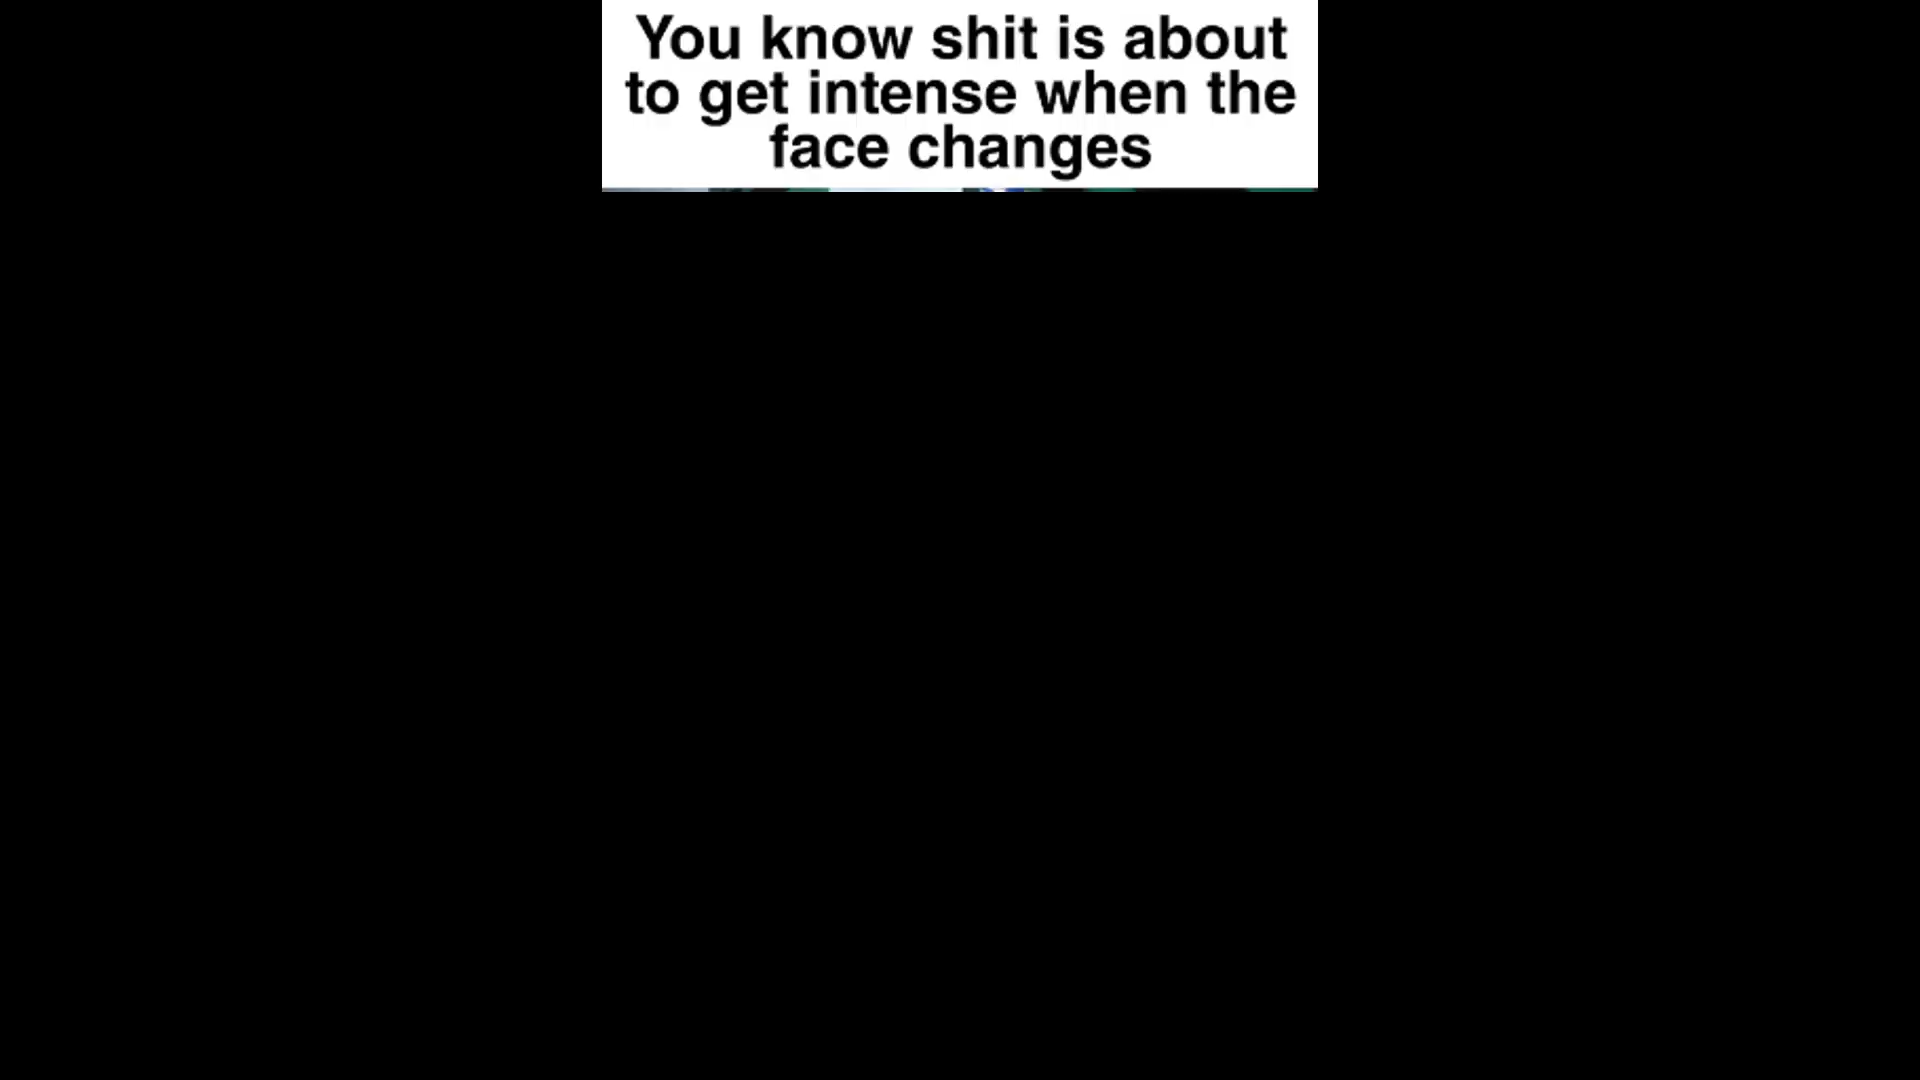 You know shit is about
to get intense when the
face changes